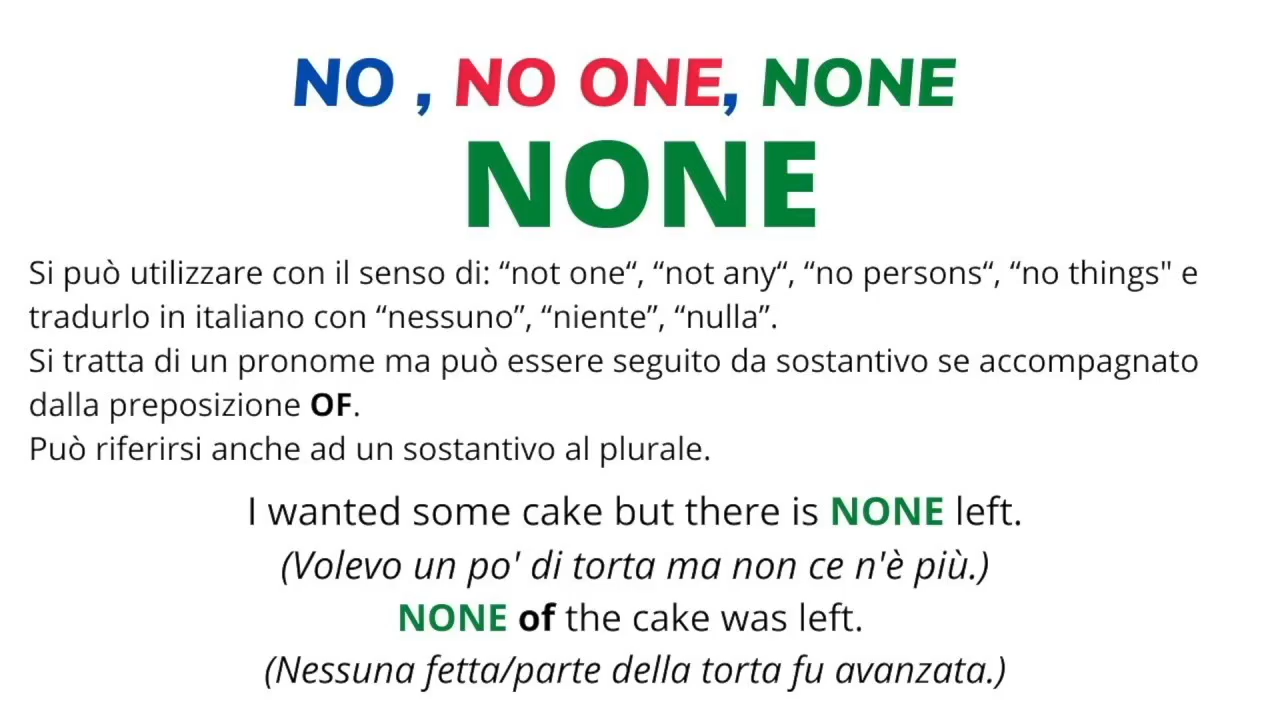 NO , NO ONE, NONE
NONE
Si può utilizzare con il senso di: “not one“, “not any“, “no persons“, “no things" e
tradurlo in italiano con “nessuno”, “niente”, “nulla”.
Si tratta di un pronome ma può essere seguito da sostantivo se accompagnato
dalla preposizione OF.
Può riferirsi anche ad un sostantivo al plurale.
I wanted some cake but there is NONE left.
(Volevo un po' di torta ma non ce n'è più.)
NONE of the cake was left.
(Nessuna fetta/parte della torta fu avanzata.)